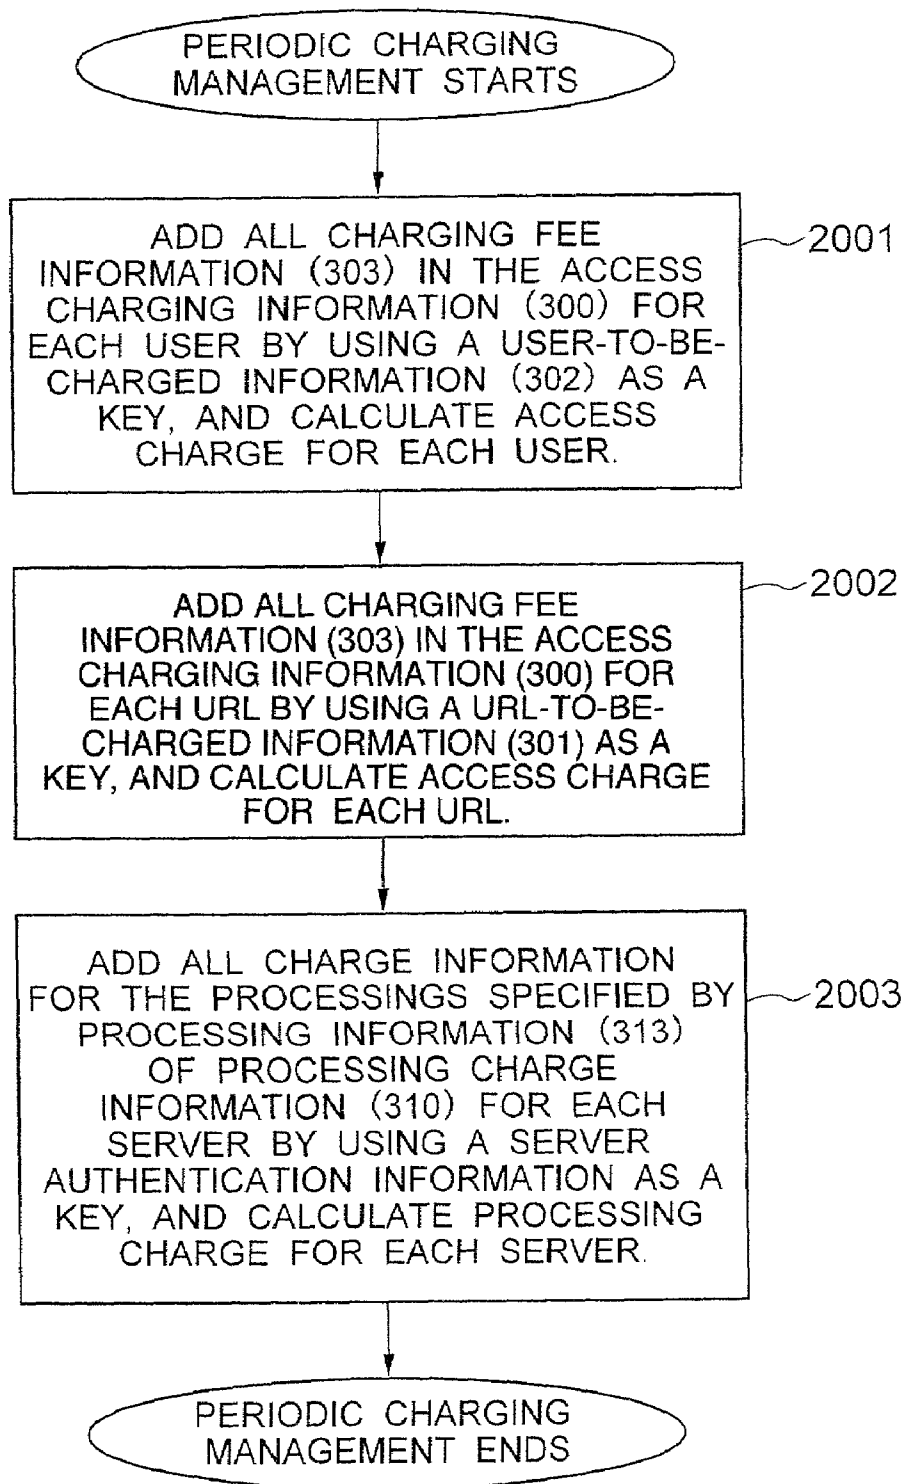 PERIODIC CHARGING
MANAGEMENT STARTS
ADD ALL CHARGING FEE
INFORMATION (303) IN THE ACCESS
CHARGING INFORMATION (300) FOR
EACH USER BY USING A USER-TO-BE-
CHARGED INFORMATION (302) AS A
KEY, AND CALCULATE ACCESS
CHARGE FOR EACH USER.
2001
ADD ALL CHARGING FEE
INFORMATION (303) IN THE ACCESS
CHARGING INFORMATION (300) FOR
EACH URL BY USING A URL-TO-BE-
CHARGED INFORMATION (301) AS A
KEY, AND CALCULATE ACCESS CHARGE
FOR EACH URL.
2002
ADD ALL CHARGE INFORMATION
FOR THE PROCESSINGS SPECIFIED BY
PROCESSING INFORMATION (313)
OF PROCESSING CHARGE
INFORMATION (310) FOR EACH
SERVER BY USING A SERVER
AUTHENTICATION INFORMATION AS A
KEY, AND CALCULATE PROCESSING
CHARGE FOR EACH SERVER.
2003
PERIODIC CHARGING
MANAGEMENT ENDS